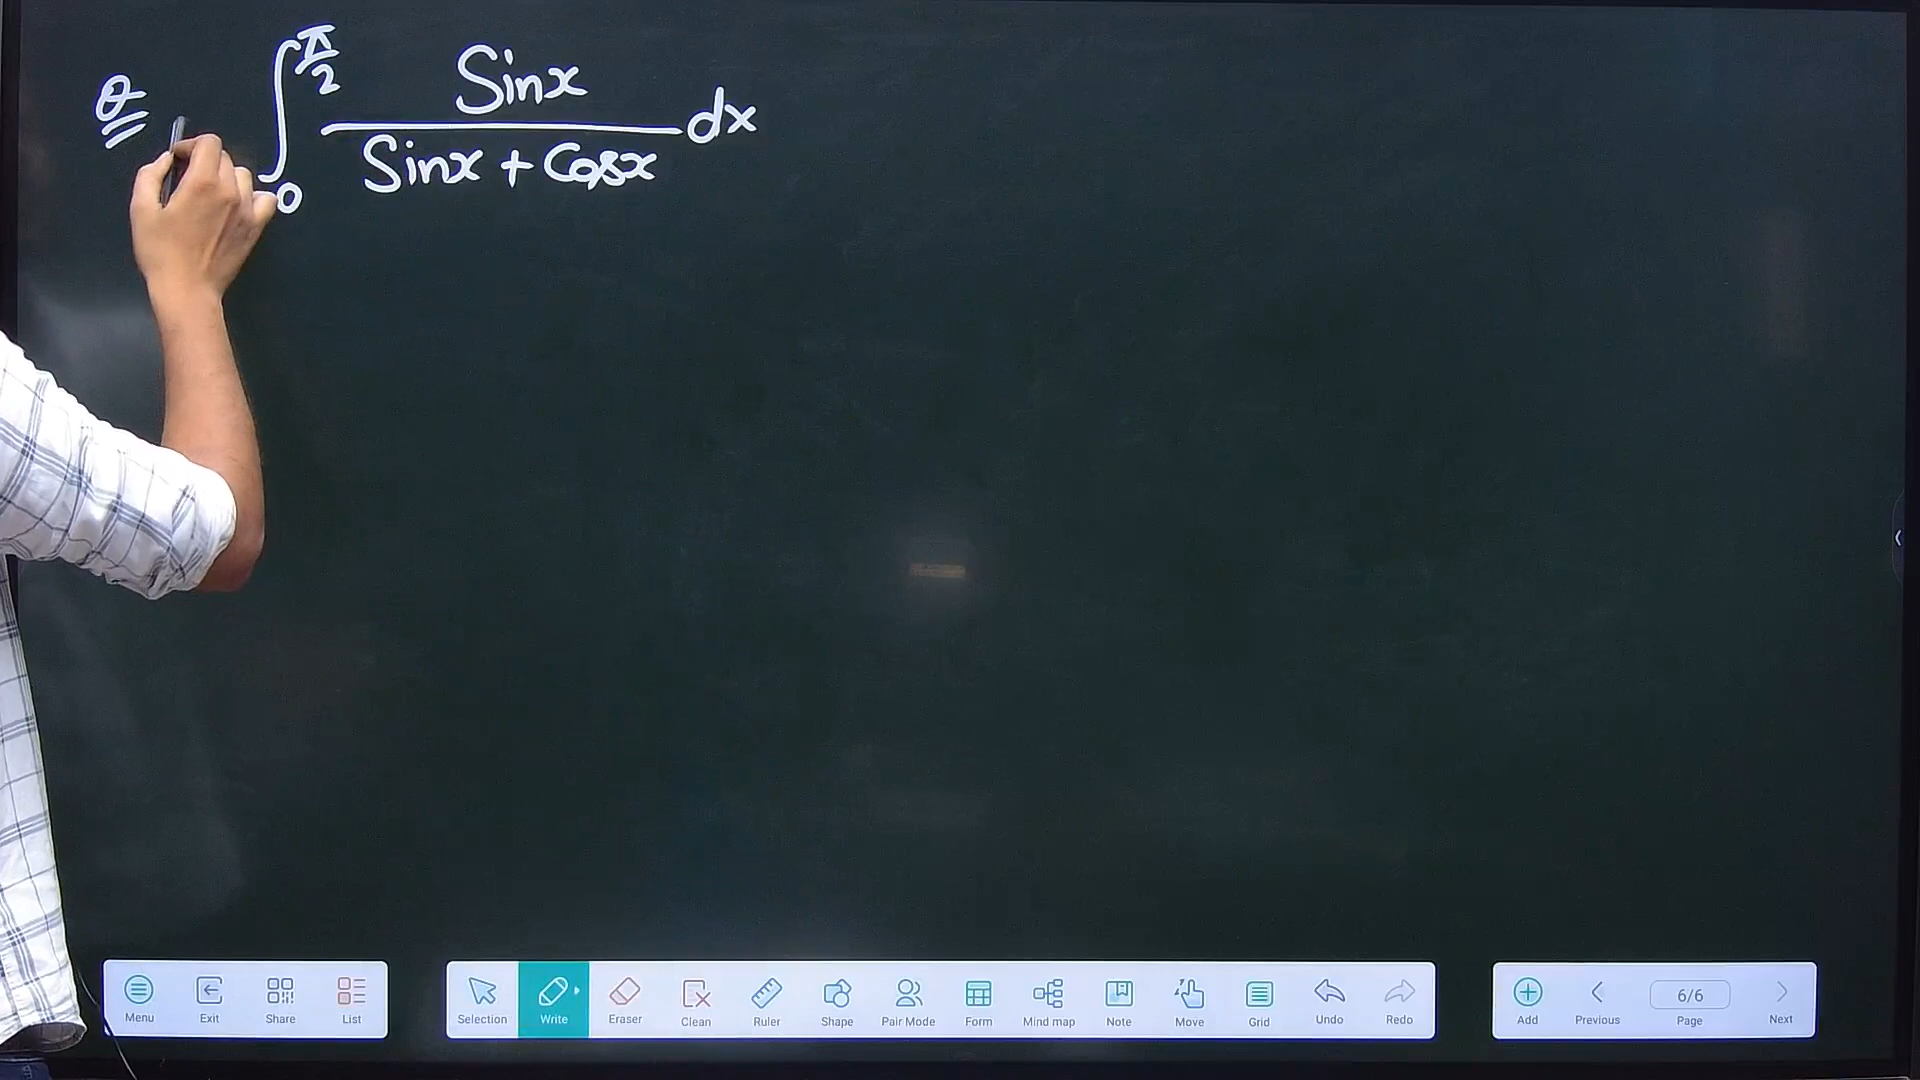 Q ∫₀^(π/2) Sinx / (Sinx + Cosx) dx
Menu Exit Share List Selection Write Eraser Clean Ruler Shape Pair Mode Form Mind map Note Move Grid Undo Redo Add Previous 6/6 Page Next